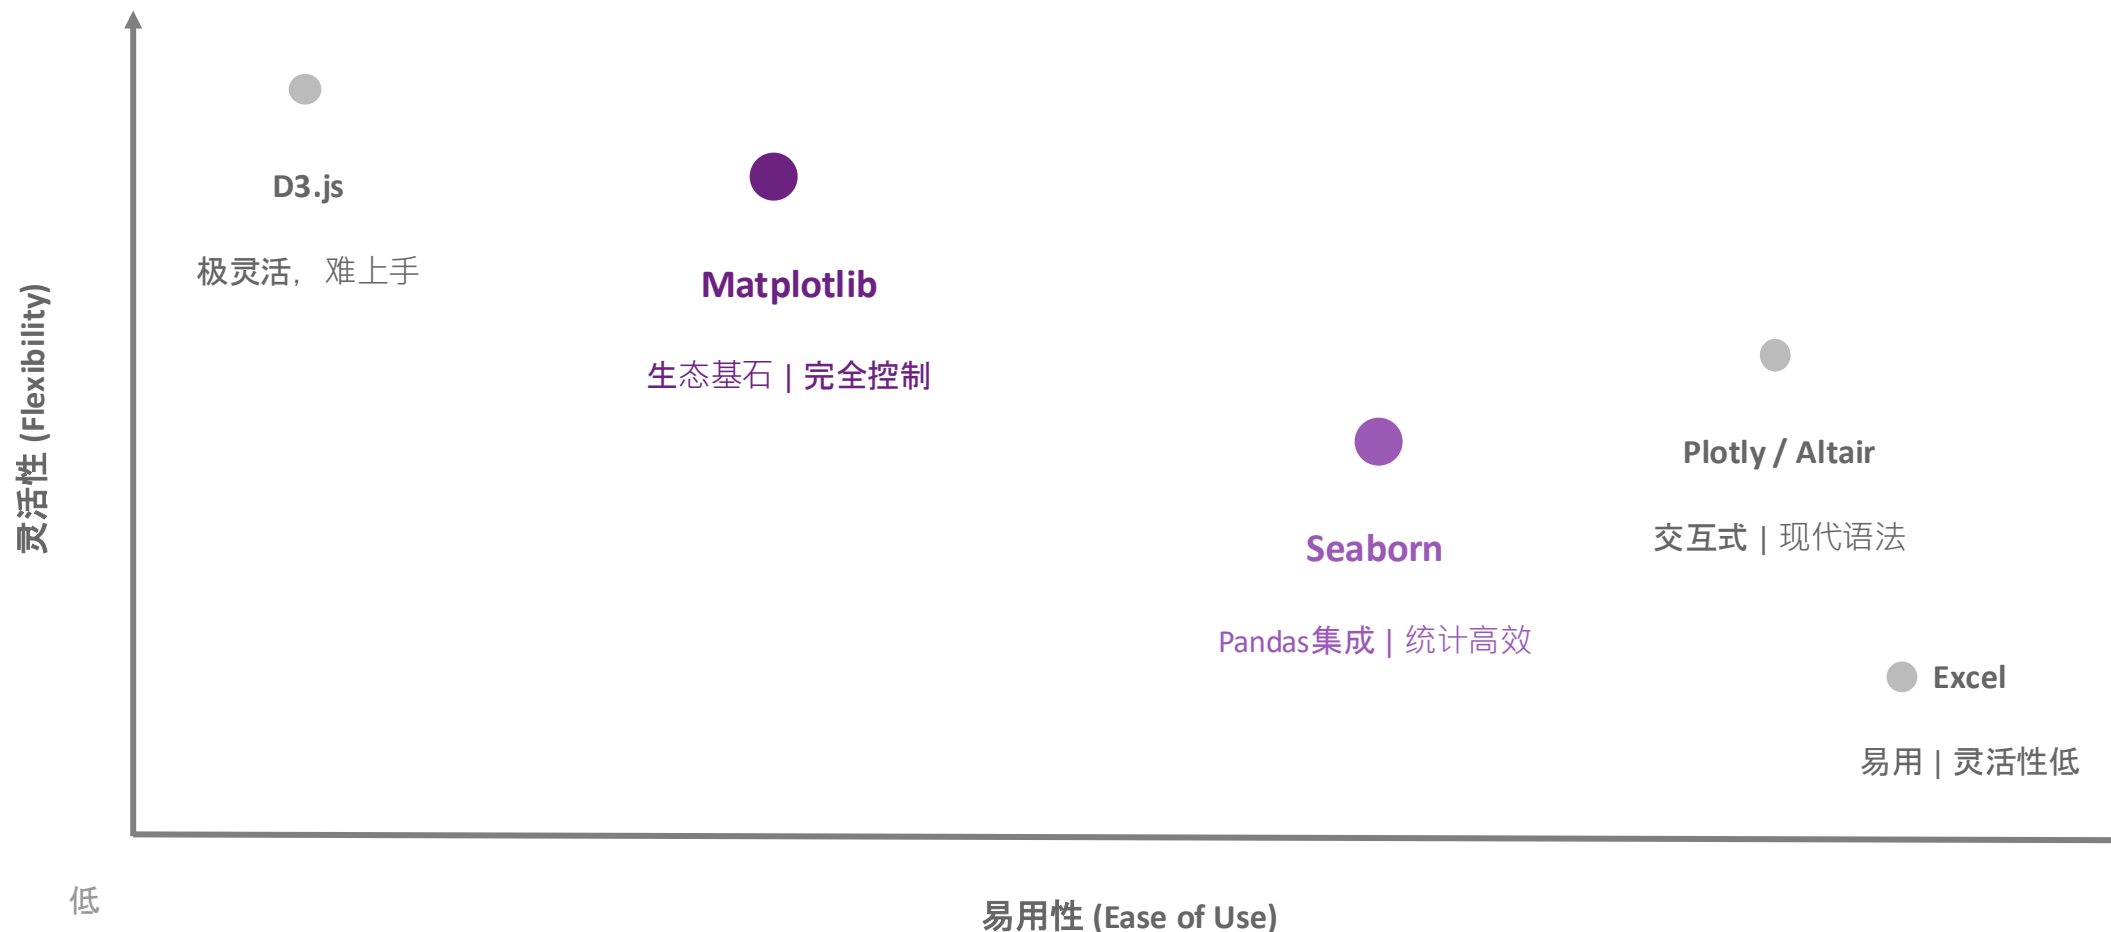 灵活性 (Flexibility)
D3.js
极灵活，难上手
Matplotlib
生态基石 | 完全控制
Seaborn
Pandas集成 | 统计高效
Plotly / Altair
交互式 | 现代语法
Excel
易用 | 灵活性低
低
易用性 (Ease of Use)